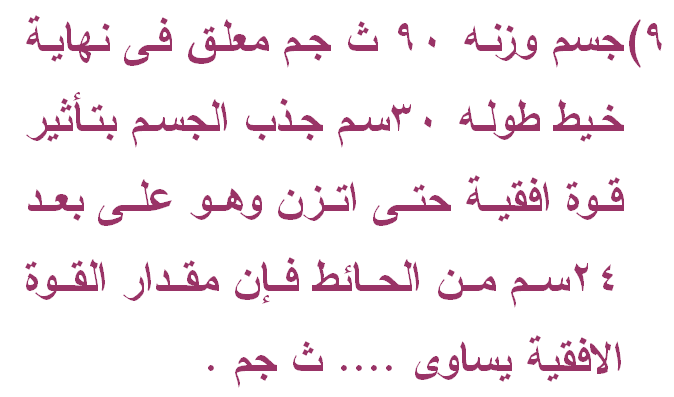 ٩)جسم وزنه ٩٠ ث جم معلق فى نهاية
خيط طوله ٣٠سم جذب الجسم بتأثير
قوة افقية حتى اتزن وهو على بعد
٢٤سم من الحائط فإن مقدار القوة
الافقية يساوى .... ث جم .